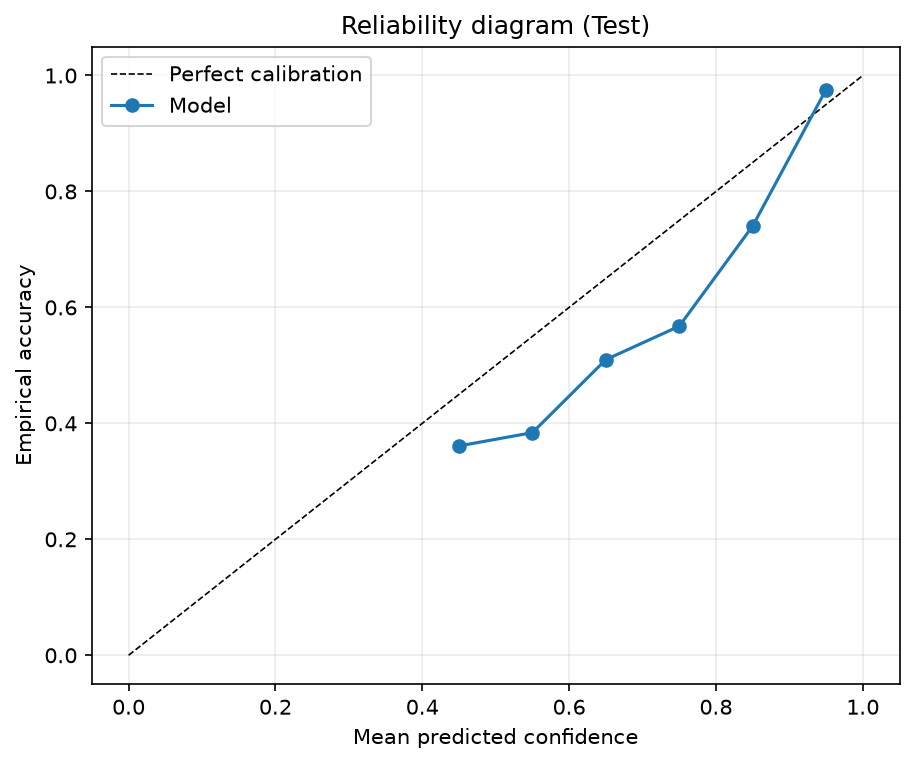 Reliability diagram (Test)
Perfect calibration
Model
Empirical accuracy
1.0
0.8
0.6
0.4
0.2
0.0
0.0 0.2 0.4 0.6 0.8 1.0
Mean predicted confidence